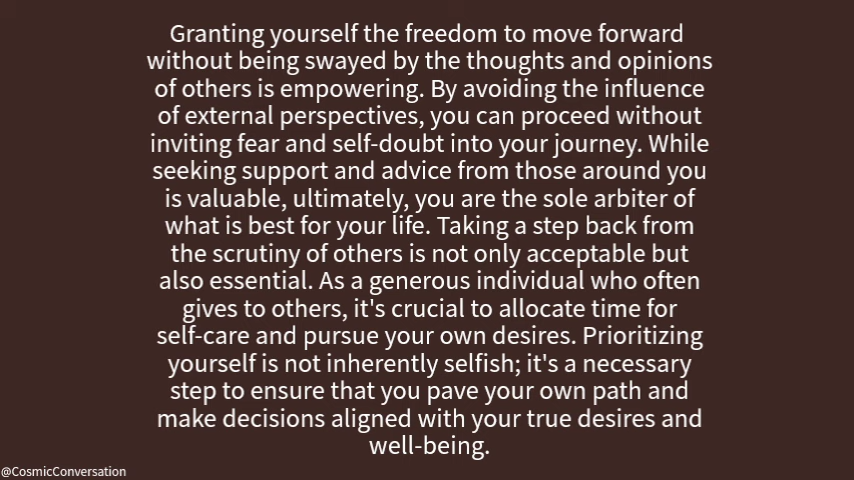 Granting yourself the freedom to move forward
without being swayed by the thoughts and opinions
of others is empowering. By avoiding the influence
of external perspectives, you can proceed without
inviting fear and self-doubt into your journey. While
seeking support and advice from those around you
is valuable, ultimately, you are the sole arbiter of
what is best for your life. Taking a step back from
the scrutiny of others is not only acceptable but
also essential. As a generous individual who often
gives to others, it's crucial to allocate time for
self-care and pursue your own desires. Prioritizing
yourself is not inherently selfish; it's a necessary
step to ensure that you pave your own path and
make decisions aligned with your true desires and
well-being.
@CosmicConversation